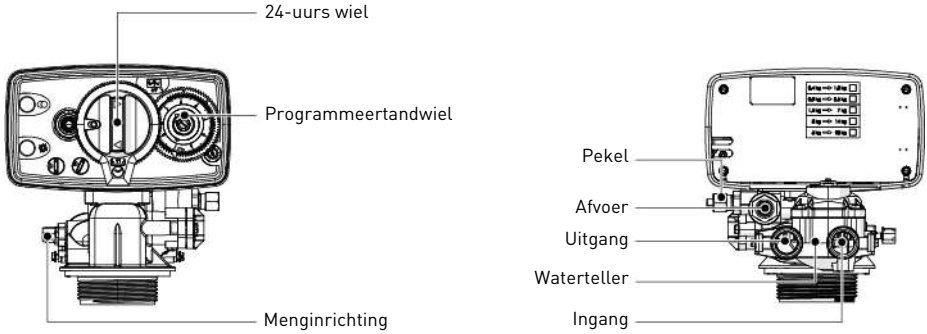 24-uurs wiel
Programmeertandwiel
Menginrichting
Pekel
Afvoer
Uitgang
Waterteller
Ingang